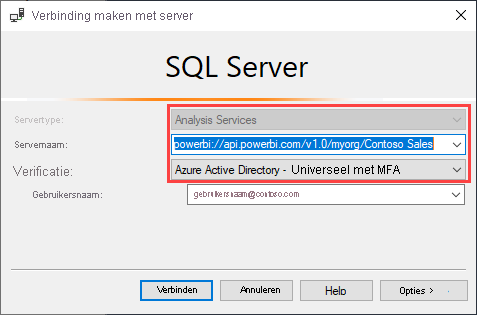 Verbinding maken met server
SQL Server
Servertype: Analysis Services
Servemaam: powerbi://api.powerbi.com/v1.0/myorg/Contoso Sales
Verificatie: Azure Active Directory - Universeel met MFA
Gebruikersnaam: gebruikersnaam@contoso.com
Verbinden Annuleren Help Opties >